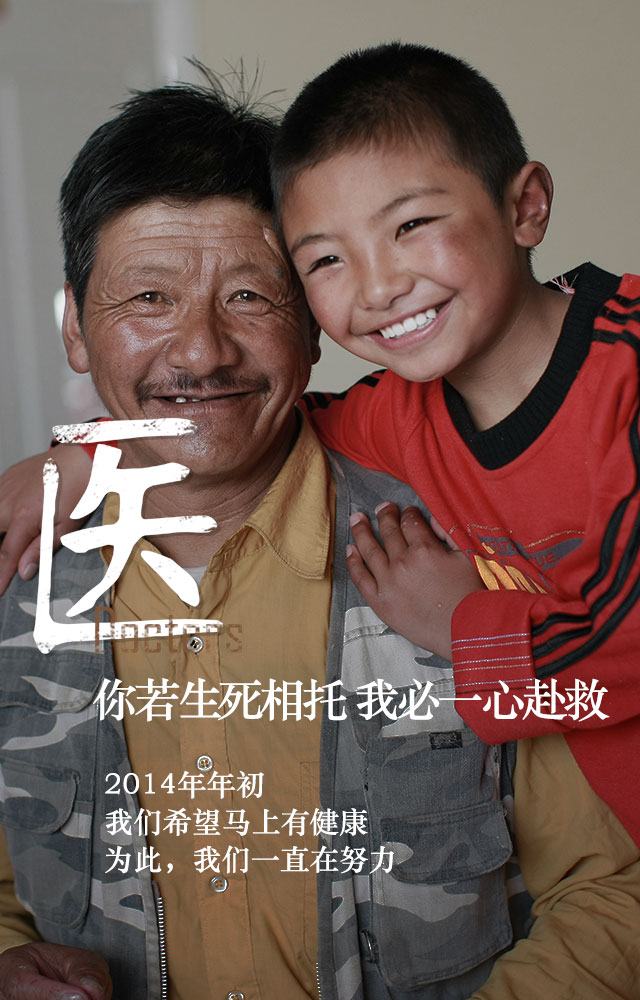 医
Doctors
你若生死相托 我必一心赴救
2014年年初
我们希望马上有健康
为此，我们一直在努力